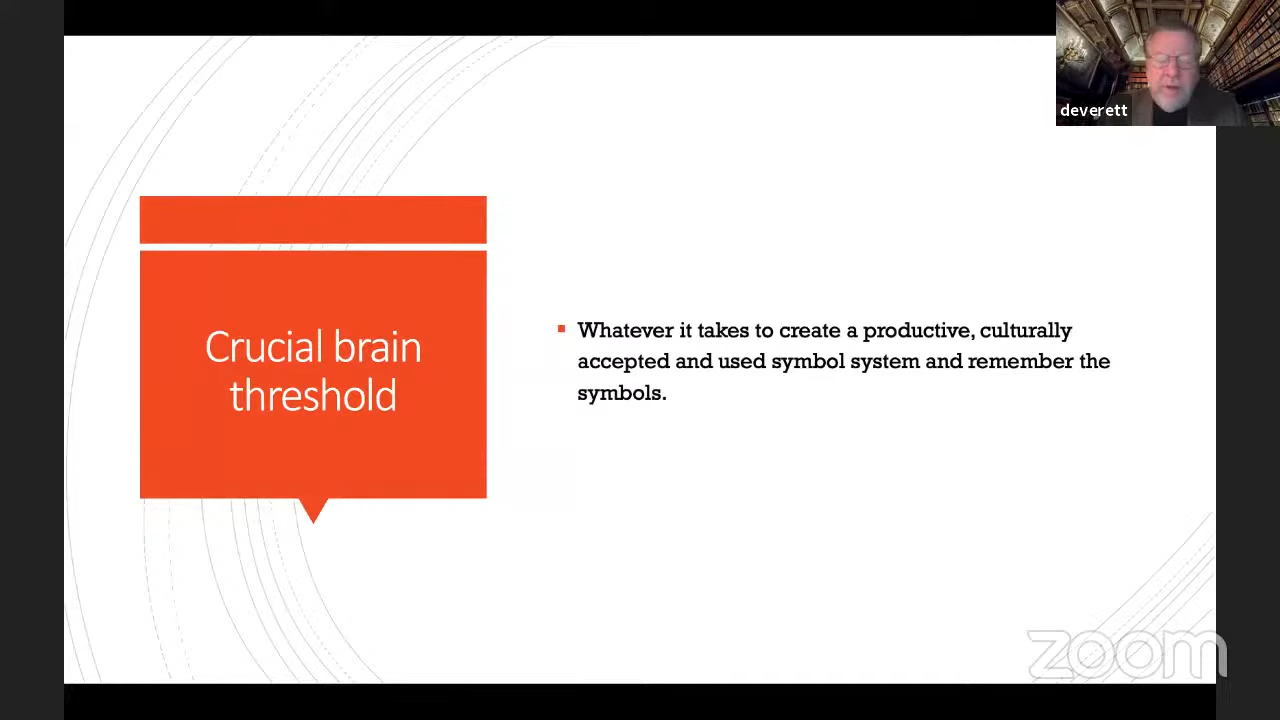 deverett
Crucial brain
threshold
Whatever it takes to create a productive, culturally
accepted and used symbol system and remember the
symbols.
zoom